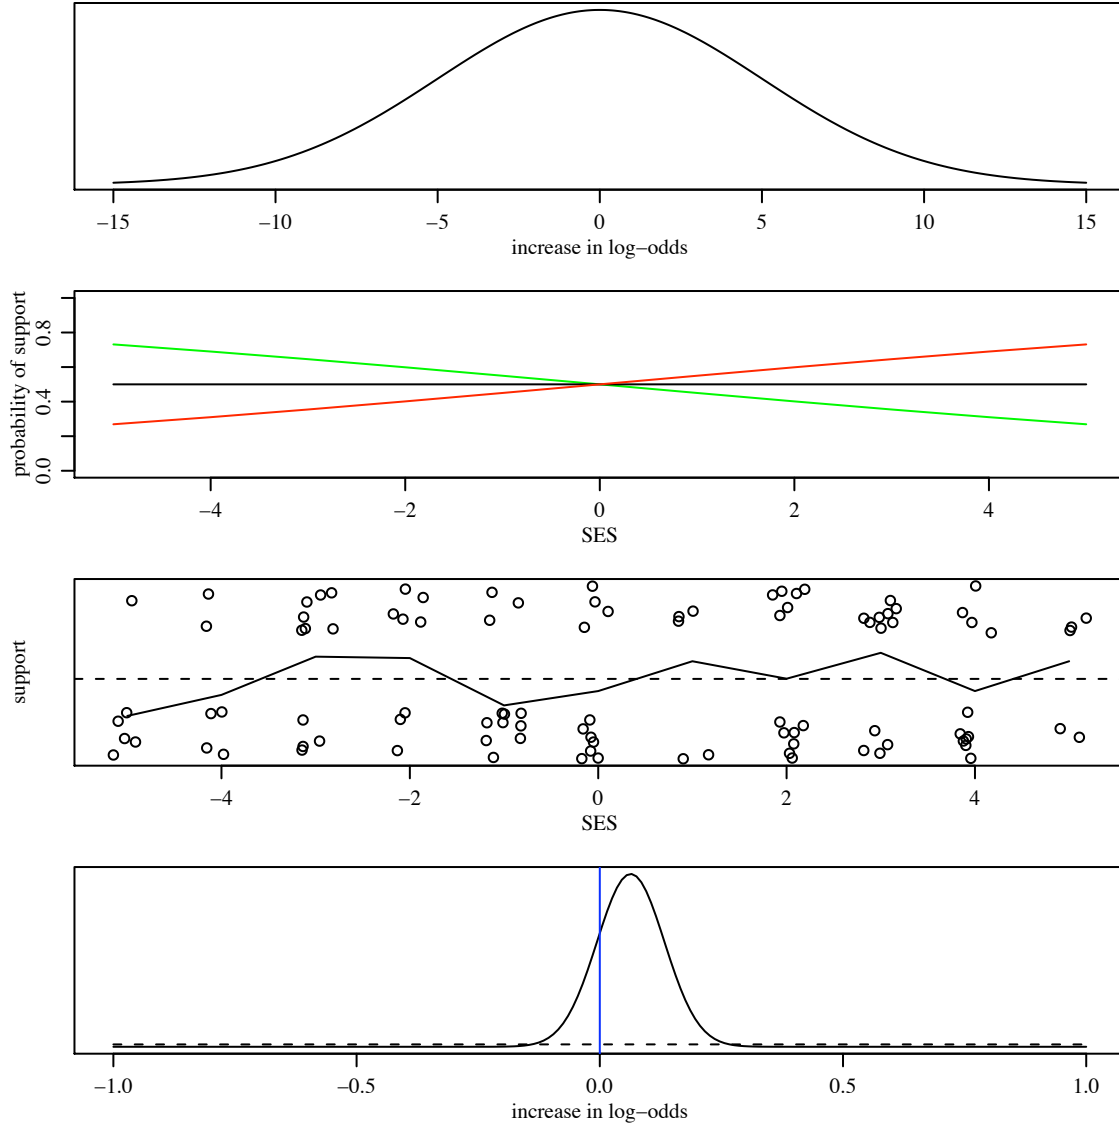 −15 −10 −5 0 5 10 15
increase in log−odds
probability of support
0.0 0.4 0.8
−4 −2 0 2 4
SES
support
−4 −2 0 2 4
SES
−1.0 −0.5 0.0 0.5 1.0
increase in log−odds